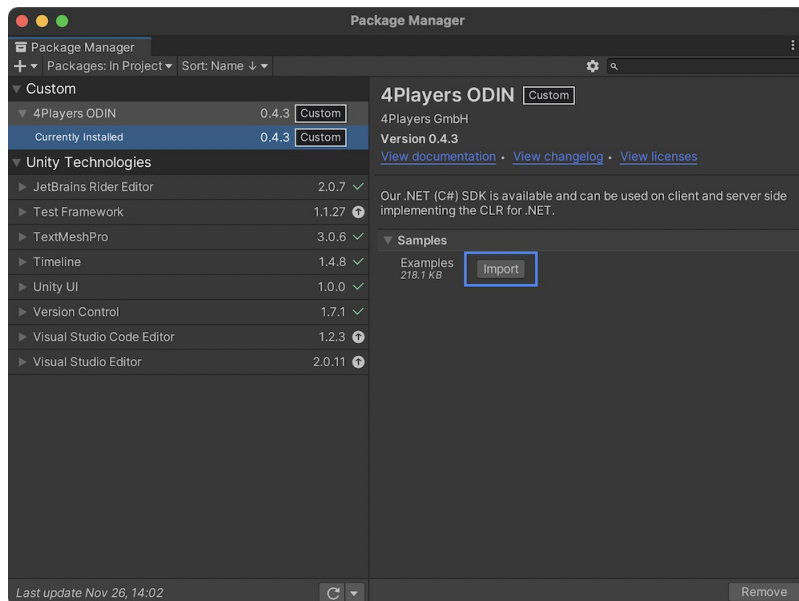 Package Manager
Package Manager
Packages: In Project Sort: Name ↓
Custom
4Players ODIN 0.4.3 Custom
Currently Installed 0.4.3 Custom
Unity Technologies
JetBrains Rider Editor 2.0.7
Test Framework 1.1.27
TextMeshPro 3.0.6
Timeline 1.4.8
Unity UI 1.0.0
Version Control 1.7.1
Visual Studio Code Editor 1.2.3
Visual Studio Editor 2.0.11
Last update Nov 26, 14:02
4Players ODIN Custom
4Players GmbH
Version 0.4.3
View documentation • View changelog • View licenses
Our .NET (C#) SDK is available and can be used on client and server side
implementing the CLR for .NET.
Samples
Examples Import
218.1 KB
Remove